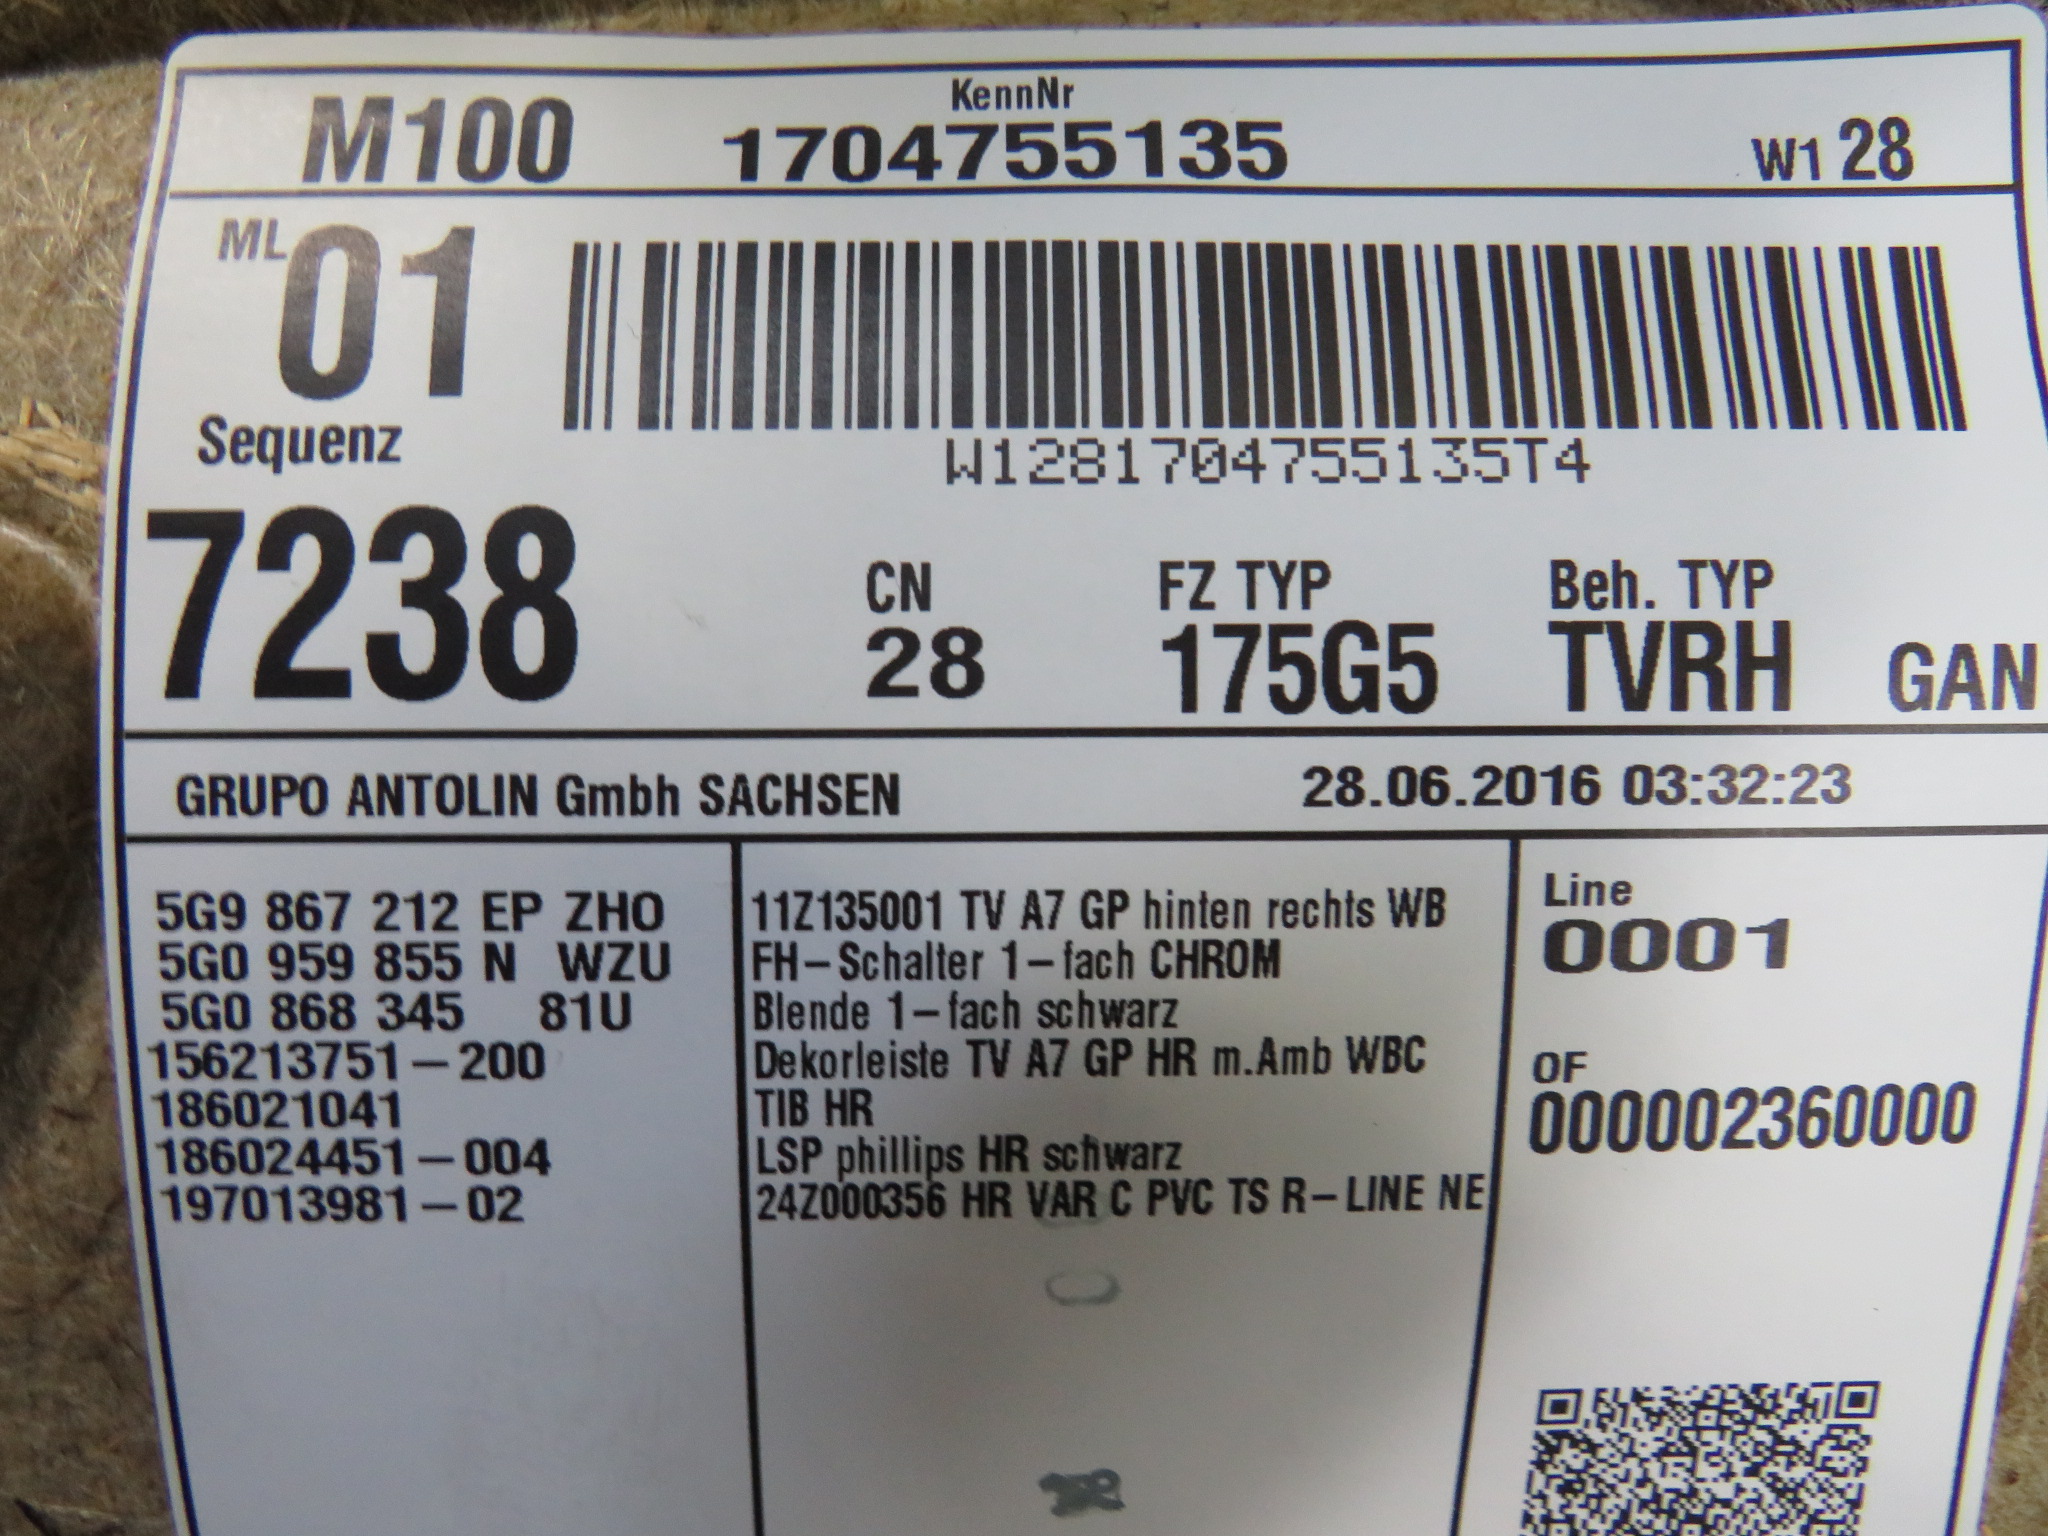 KennNr
M100 1704755135 W1 28
ML 01
W1281704755135T4
Sequenz
7238
CN FZ TYP Beh. TYP
28 175G5 TVRH GAN
GRUPO ANTOLIN Gmbh SACHSEN 28.06.2016 03:32:23
5G9 867 212 EP ZHO 11Z135001 TV A7 GP hinten rechts WB
5G0 959 855 N WZU FH-Schalter 1-fach CHROM
5G0 868 345 81U Blende 1-fach schwarz
156213751-200 Dekorleiste TV A7 GP HR m.Amb WBC
186021041 TIB HR
186024451-004 LSP phillips HR schwarz
197013981-02 24Z000356 HR VAR C PVC TS R-LINE NE
Line
0001
OF
000002360000